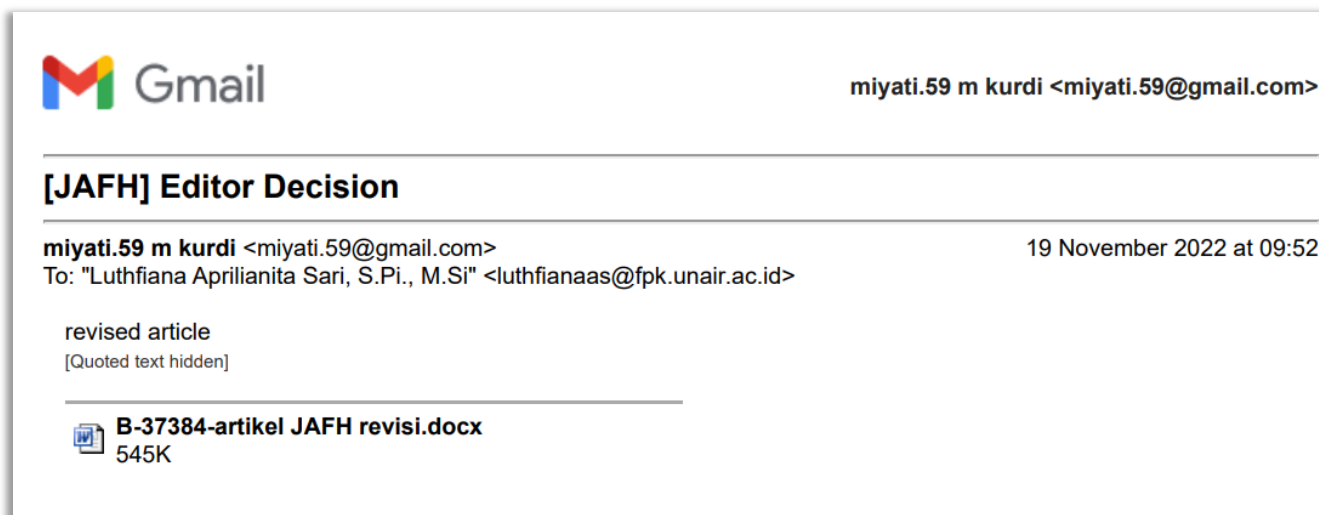 Gmail
miyati.59 m kurdi <miyati.59@gmail.com>
[JAFH] Editor Decision
miyati.59 m kurdi <miyati.59@gmail.com> 19 November 2022 at 09:52
To: "Luthfiana Aprilianita Sari, S.Pi., M.Si" <luthfianaas@fpk.unair.ac.id>
revised article
[Quoted text hidden]
B-37384-artikel JAFH revisi.docx
545K